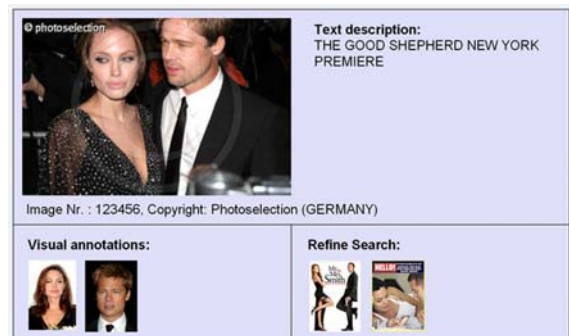 © photoselection
Text description:
THE GOOD SHEPHERD NEW YORK
PREMIERE
Image Nr. : 123456, Copyright: Photoselection (GERMANY)
Visual annotations:
Refine Search:
Mr. &
Mrs.
Smith
HELLO!